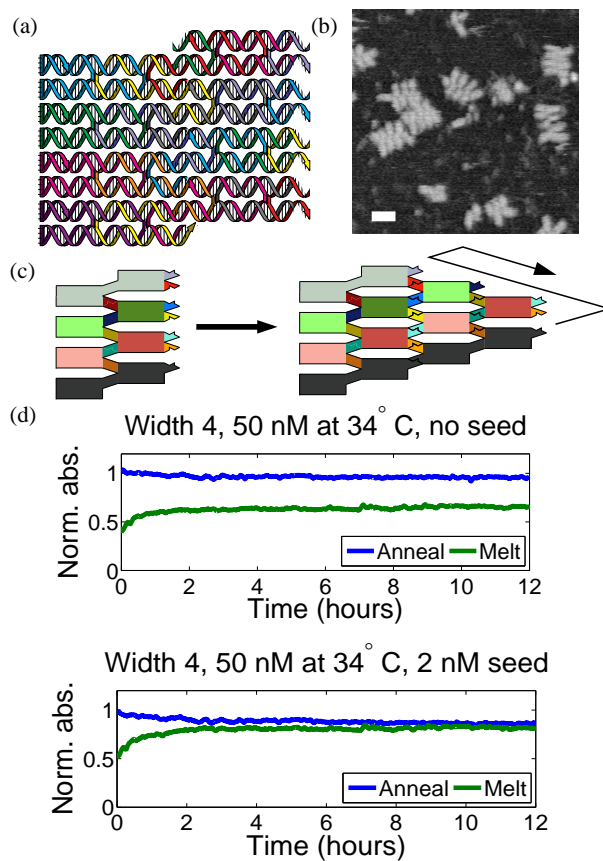 (a)
(b)
(c)
(d)
Width 4, 50 nM at 34° C, no seed
Norm. abs.
1
0.5
0
Anneal
Melt
0 2 4 6 8 10 12
Time (hours)
Width 4, 50 nM at 34° C, 2 nM seed
Norm. abs.
1
0.5
0
Anneal
Melt
0 2 4 6 8 10 12
Time (hours)